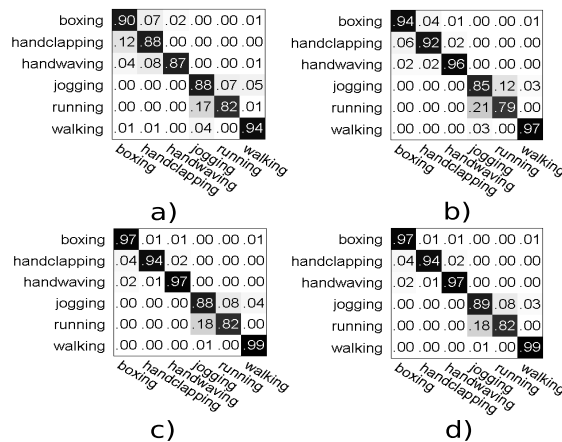 boxing .90 .07 .02 .00 .00 .01
handclapping .12 .88 .00 .00 .00 .00
handwaving .04 .08 .87 .00 .00 .01
jogging .00 .00 .00 .88 .07 .05
running .00 .00 .00 .17 .82 .01
walking .01 .01 .00 .04 .00 .94
boxing handclapping handwaving jogging running walking
a)
boxing .94 .04 .01 .00 .00 .01
handclapping .06 .92 .02 .00 .00 .00
handwaving .02 .02 .96 .00 .00 .00
jogging .00 .00 .00 .85 .12 .03
running .00 .00 .00 .21 .79 .00
walking .00 .00 .00 .03 .00 .97
boxing handclapping handwaving jogging running walking
b)
boxing .97 .01 .01 .00 .00 .01
handclapping .04 .94 .02 .00 .00 .00
handwaving .02 .01 .97 .00 .00 .00
jogging .00 .00 .00 .88 .08 .04
running .00 .00 .00 .18 .82 .00
walking .00 .00 .00 .01 .00 .99
boxing handclapping handwaving jogging running walking
c)
boxing .97 .01 .01 .00 .00 .01
handclapping .04 .94 .02 .00 .00 .00
handwaving .02 .01 .97 .00 .00 .00
jogging .00 .00 .00 .89 .08 .03
running .00 .00 .00 .18 .82 .00
walking .00 .00 .00 .01 .00 .99
boxing handclapping handwaving jogging running walking
d)